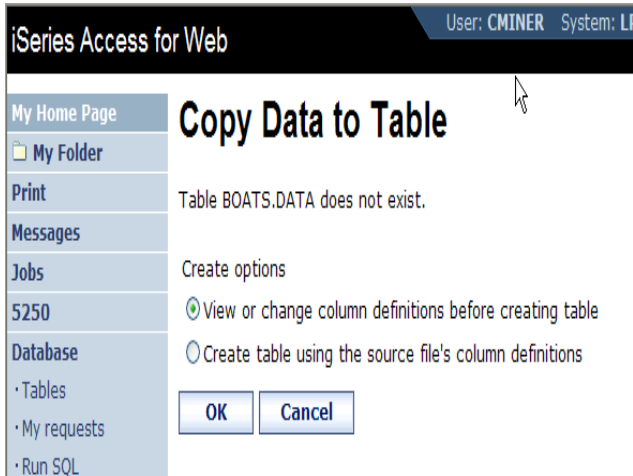 iSeries Access for Web
User: CMINER System:
My Home Page
My Folder
Print
Messages
Jobs
5250
Database
· Tables
· My requests
· Run SQL
Copy Data to Table
Table BOATS.DATA does not exist.
Create options
View or change column definitions before creating table
Create table using the source file's column definitions
OK Cancel